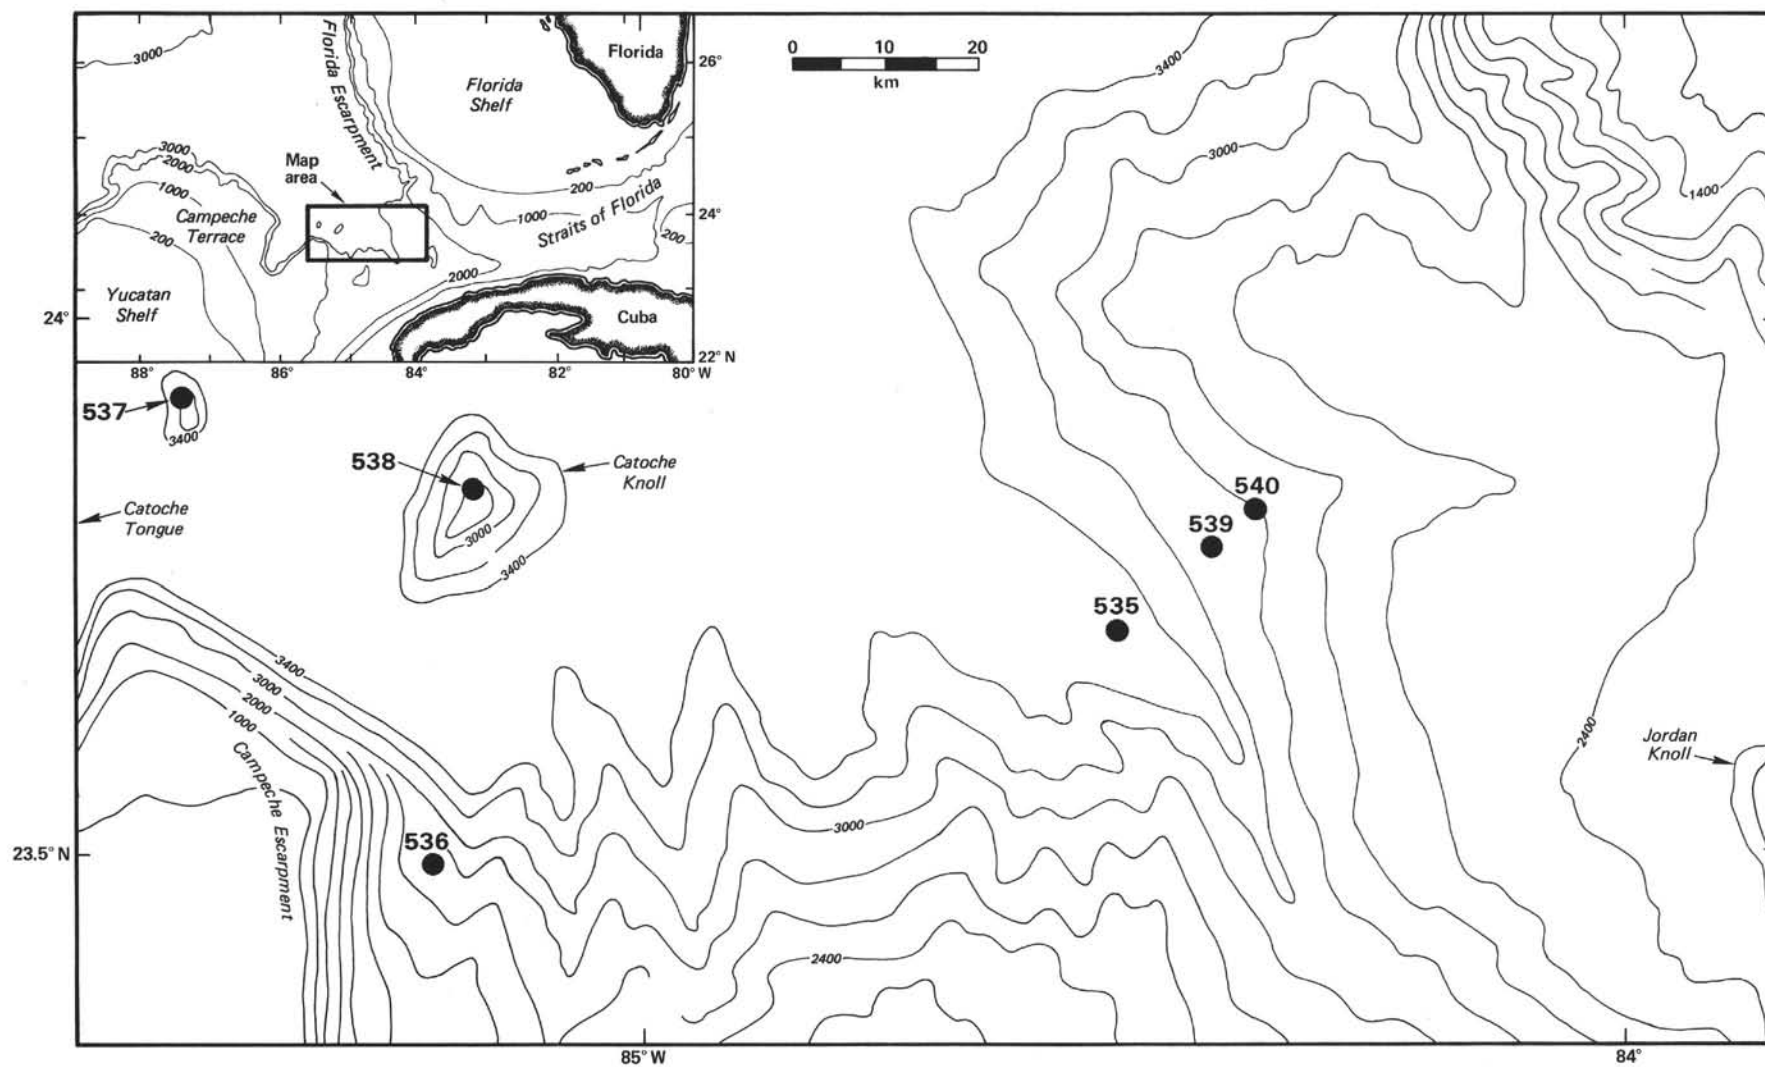 3000
Florida Escarpment
Florida
Shelf
Florida
26°
3000
2000
1000
Map
area
200
24°
1000
Straits of Florida
Campeche
Terrace
200
200
2000
Yucatan
Shelf
Cuba
22° N
88°
86°
84°
82°
80° W
0 10 20
km
3400
3000
1400
24°
537
3400
538
Catoche
Knoll
Catoche
Tongue
3000
3400
540
539
535
3400
3000
2000
1000
Campeche Escarpment
2400
Jordan
Knoll
3000
536
23.5° N
2400
85° W
84°